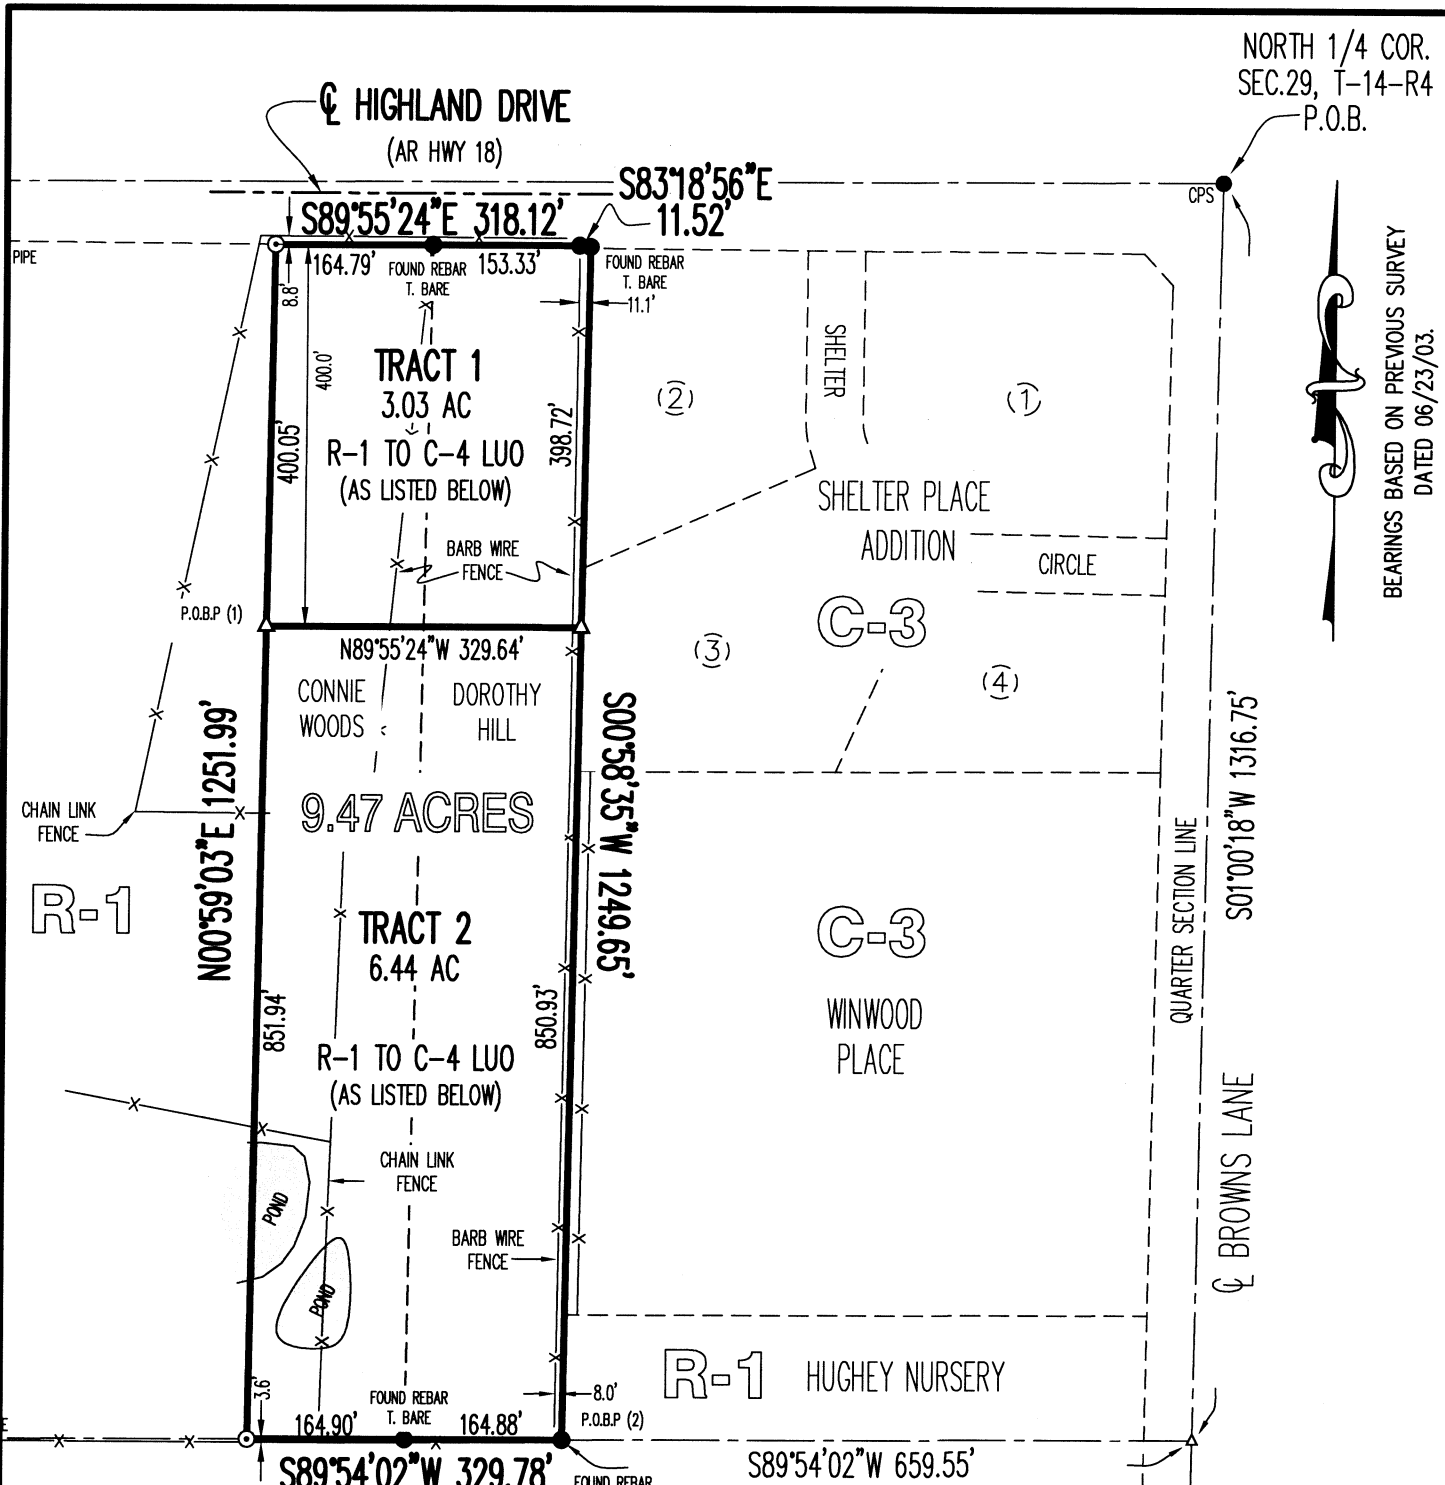 NORTH 1/4 COR.
SEC.29, T-14-R4
P.O.B.
℄ HIGHLAND DRIVE
(AR HWY 18)
S83°18'56"E
11.52'
CPS
S89°55'24"E 318.12'
PIPE
164.79'
FOUND REBAR
T. BARE
153.33'
FOUND REBAR
T. BARE
11.1'
8.8'
400.0'
TRACT 1
3.03 AC
R-1 TO C-4 LUO
(AS LISTED BELOW)
400.05'
398.72'
BARB WIRE
FENCE
P.O.B.P (1)
N89°55'24"W 329.64'
SHELTER
(2)
(1)
SHELTER PLACE
ADDITION
CIRCLE
C-3
(3)
(4)
BEARINGS BASED ON PREVIOUS SURVEY
DATED 06/23/03.
CONNIE
WOODS
DOROTHY
HILL
9.47 ACRES
N00°59'03"E 1251.99'
S00°58'35"W 1249.65'
CHAIN LINK
FENCE
R-1
TRACT 2
6.44 AC
851.94'
850.93'
R-1 TO C-4 LUO
(AS LISTED BELOW)
C-3
WINWOOD
PLACE
QUARTER SECTION LINE
S01°00'18"W 1316.75'
℄ BROWNS LANE
CHAIN LINK
FENCE
POND
POND
BARB WIRE
FENCE
R-1 HUGHEY NURSERY
3.6'
164.90'
FOUND REBAR
T. BARE
164.88'
8.0'
P.O.B.P (2)
E
S89°54'02"W 329.78'
FOUND REBAR
S89°54'02"W 659.55'